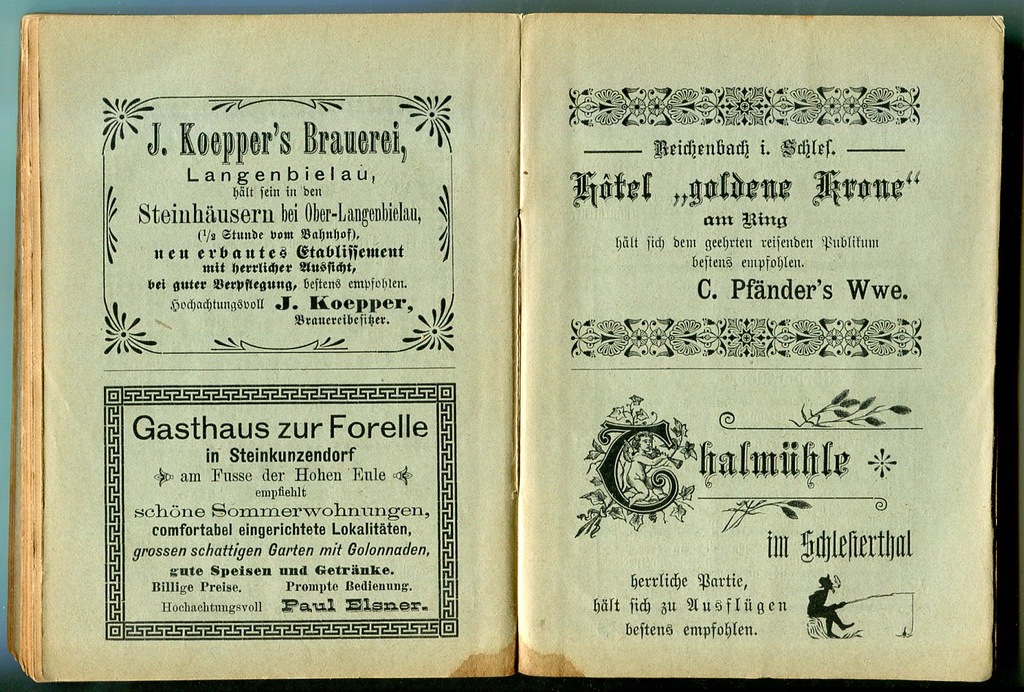 J. Koepper's Brauerei,
Langenbielau,
hält sein in den
Steinhäusern bei Ober-Langenbielau,
(1/2 Stunde vom Bahnhof),
neu erbautes Etablissement
mit herrlicher Aussicht,
bei guter Verpflegung, bestens empfohlen.
Hochachtungsvoll J. Koepper,
Brauereibesitzer.
Gasthaus zur Forelle
in Steinkunzendorf
am Fusse der Hohen Eule
empfiehlt
schöne Sommerwohnungen,
comfortabel eingerichtete Lokalitäten,
grossen schattigen Garten mit Golonnaden,
gute Speisen und Getränke.
Billige Preise. Prompte Bedienung.
Hochachtungsvoll Paul Elsner.
Reichenbach i. Schles.
Hôtel „goldene Krone“
am Ring
hält sich dem geehrten reisenden Publikum
bestens empfohlen.
C. Pfänder's Wwe.
Thalmühle
im Schlesierthal
herrliche Partie,
hält sich zu Ausflügen
bestens empfohlen.